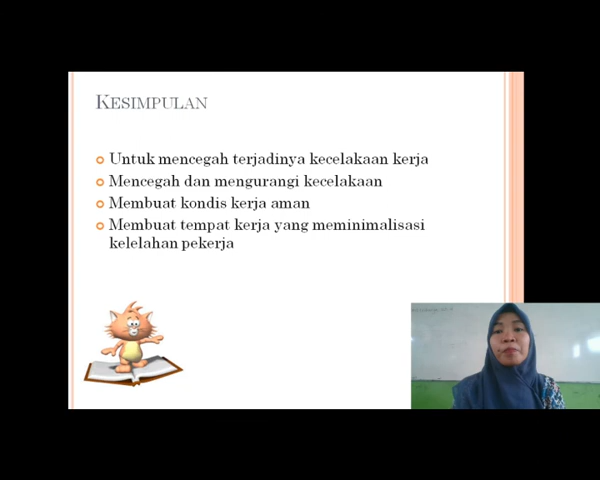 KESIMPULAN
Untuk mencegah terjadinya kecelakaan kerja
Mencegah dan mengurangi kecelakaan
Membuat kondis kerja aman
Membuat tempat kerja yang meminimalisasi
kelelahan pekerja